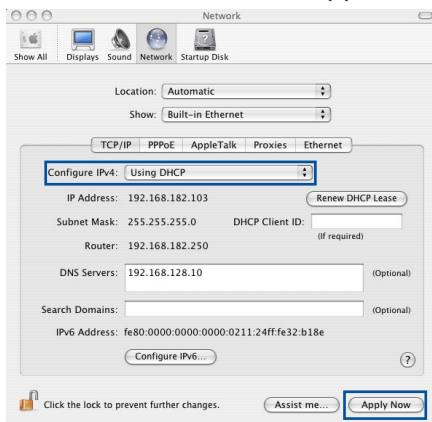 Network
Show All Displays Sound Network Startup Disk
Location: Automatic
Show: Built-in Ethernet
TCP/IP PPPoE AppleTalk Proxies Ethernet
Configure IPv4: Using DHCP
IP Address: 192.168.182.103 Renew DHCP Lease
Subnet Mask: 255.255.255.0 DHCP Client ID:
(If required)
Router: 192.168.182.250
DNS Servers: 192.168.128.10 (Optional)
Search Domains: (Optional)
IPv6 Address: fe80:0000:0000:0000:0211:24ff:fe32:b18e
Configure IPv6...
?
Click the lock to prevent further changes. Assist me... Apply Now